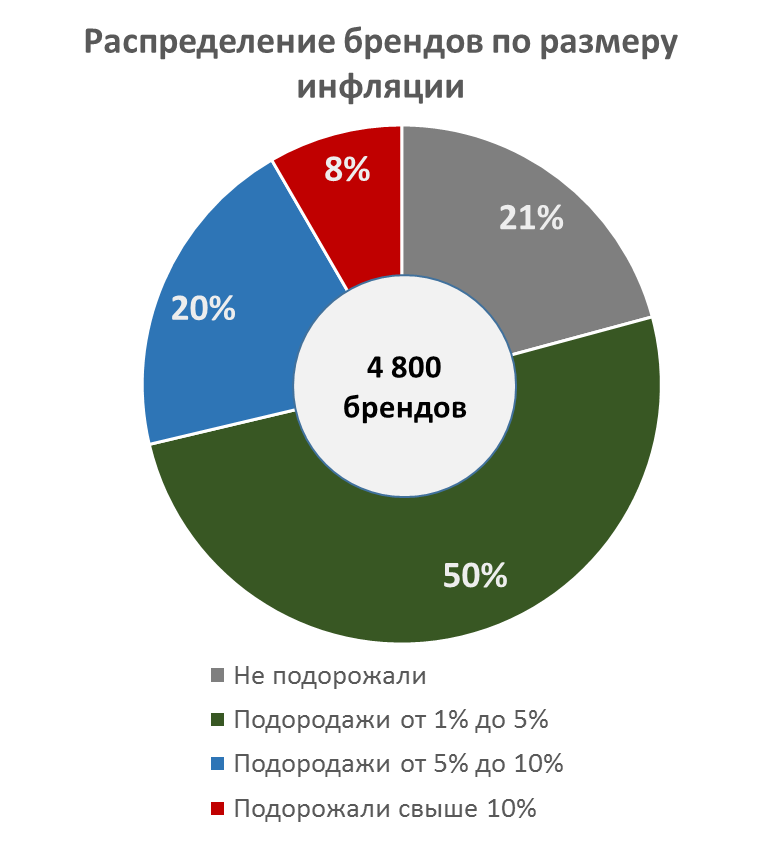 Распределение брендов по размеру
инфляции
8%
21%
20%
4 800
брендов
50%
Не подорожали
Подородажи от 1% до 5%
Подородажи от 5% до 10%
Подорожали свыше 10%